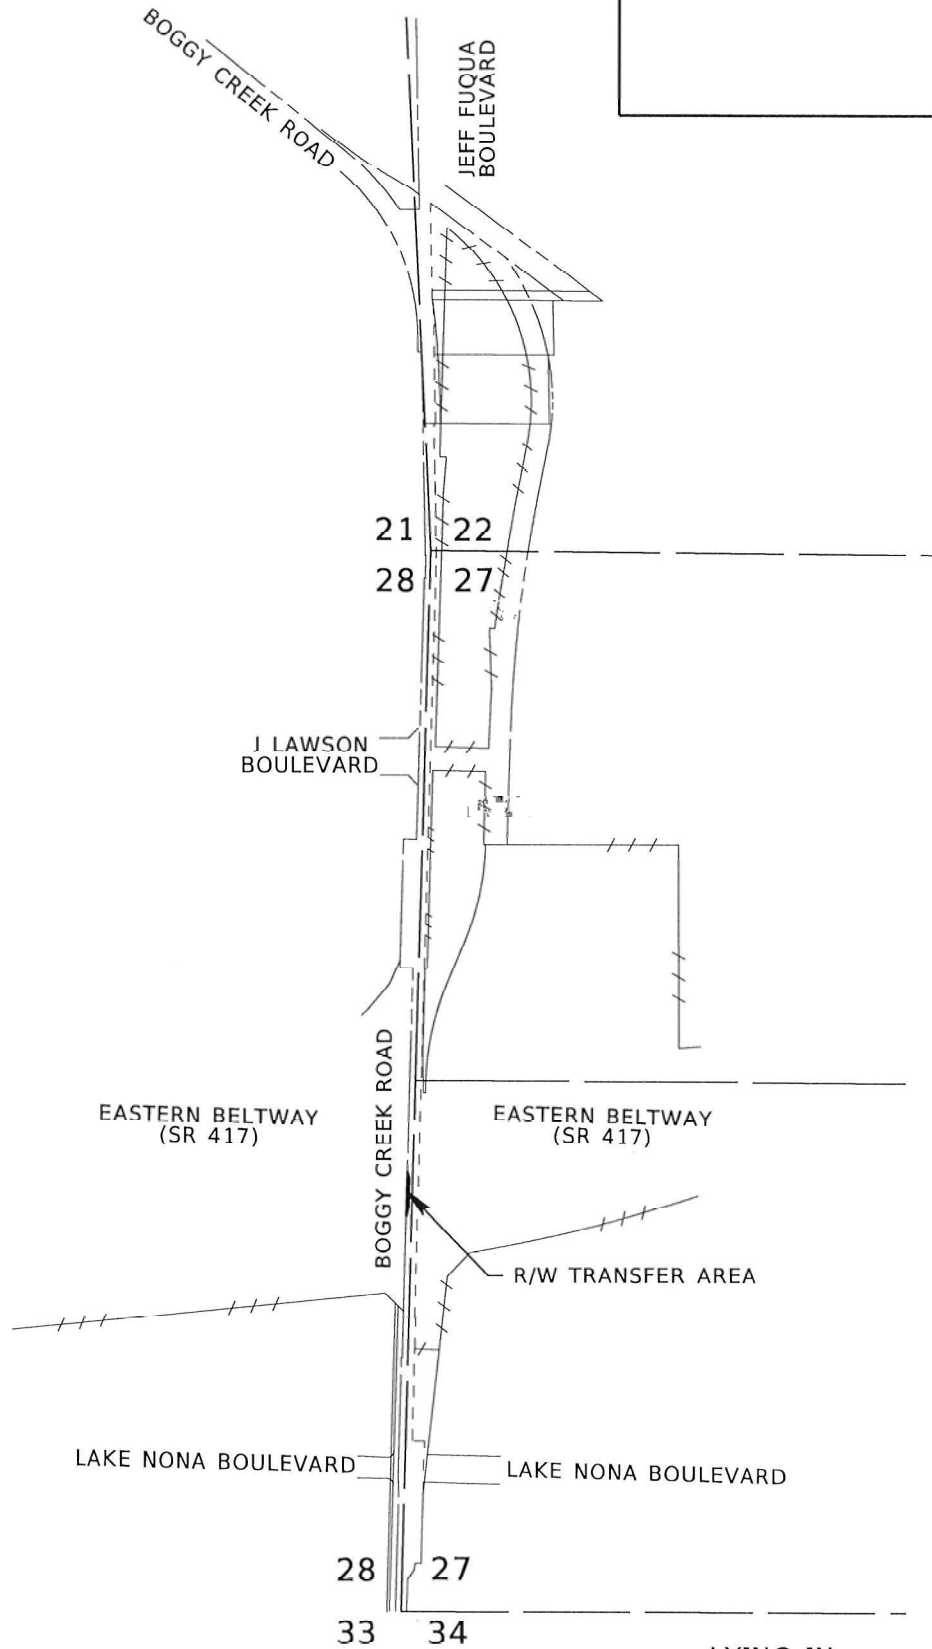 BOGGY CREEK ROAD
JEFF FUQUA
BOULEVARD
21 22
28 27
J LAWSON
BOULEVARD
BOGGY CREEK ROAD
EASTERN BELTWAY
(SR 417)
EASTERN BELTWAY
(SR 417)
R/W TRANSFER AREA
LAKE NONA BOULEVARD
LAKE NONA BOULEVARD
28 27
33 34